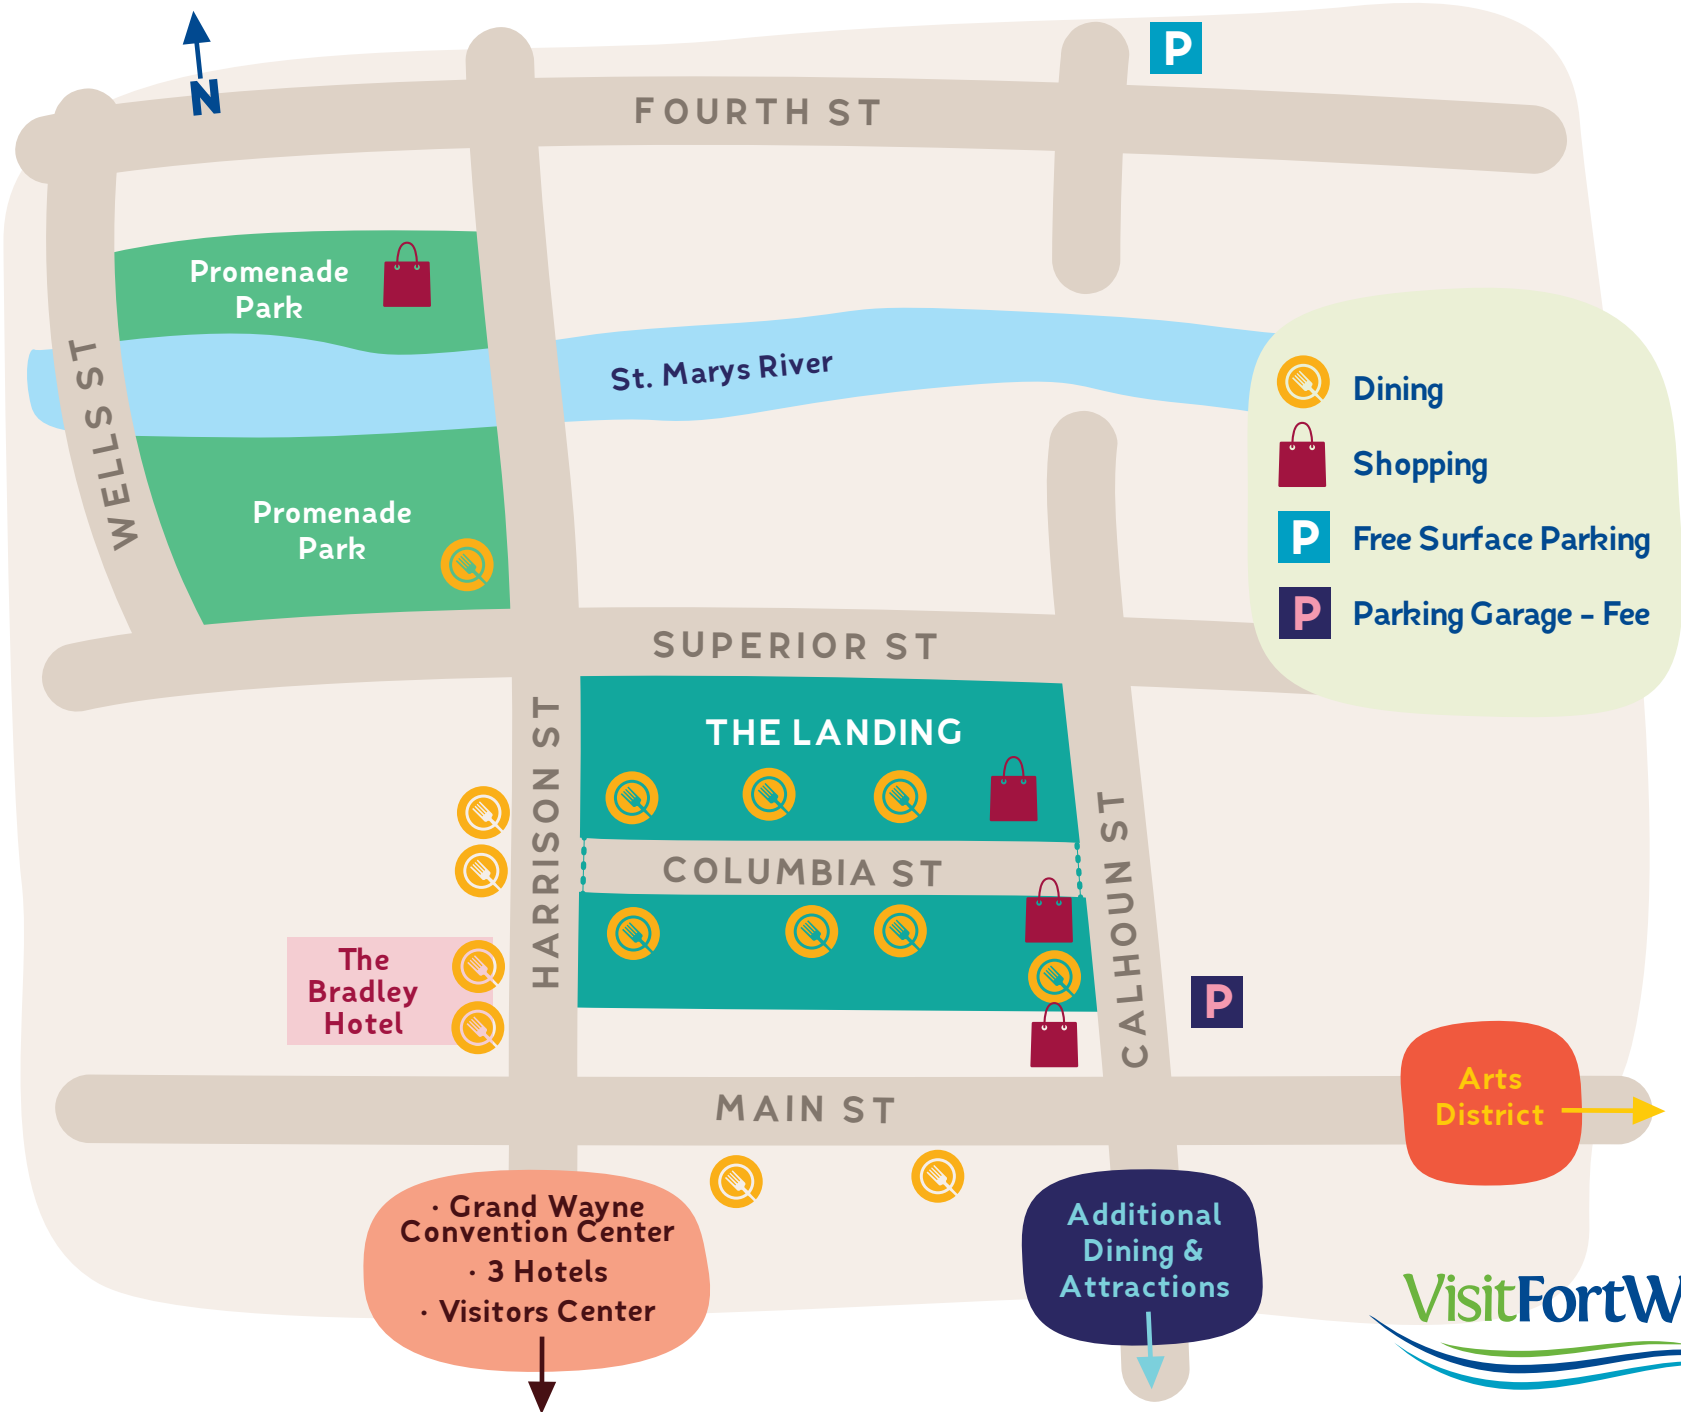 N
P
FOURTH ST
Promenade
Park
WELLS ST
St. Marys River
Dining
Shopping
P Free Surface Parking
P Parking Garage - Fee
Promenade
Park
SUPERIOR ST
HARRISON ST
THE LANDING
COLUMBIA ST
CALHOUN ST
The
Bradley
Hotel
P
MAIN ST
Arts
District
· Grand Wayne
Convention Center
· 3 Hotels
· Visitors Center
Additional
Dining &
Attractions
VisitFortW